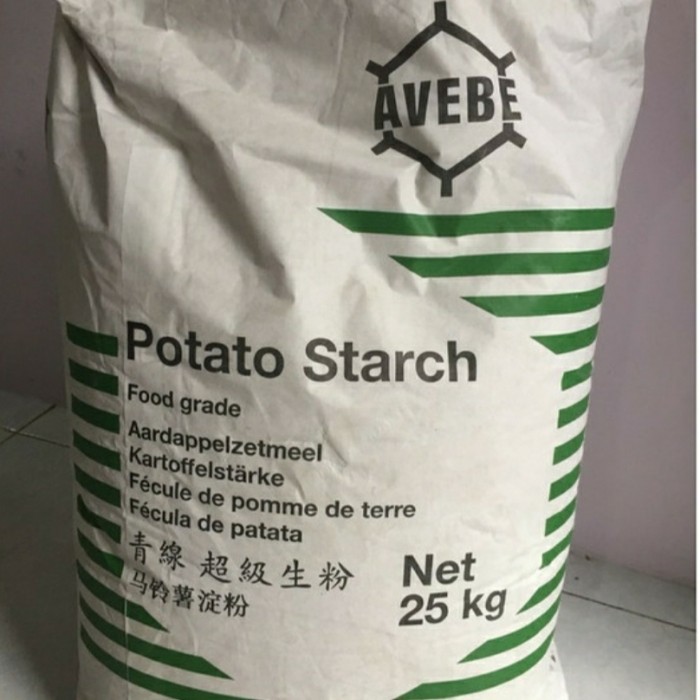 AVEBE
Potato Starch
Food grade
Aardappelzetmeel
Kartoffelstärke
Fécule de pomme de terre
Fécula de patata
青線 超級生粉
马铃薯淀粉
Net
25 kg